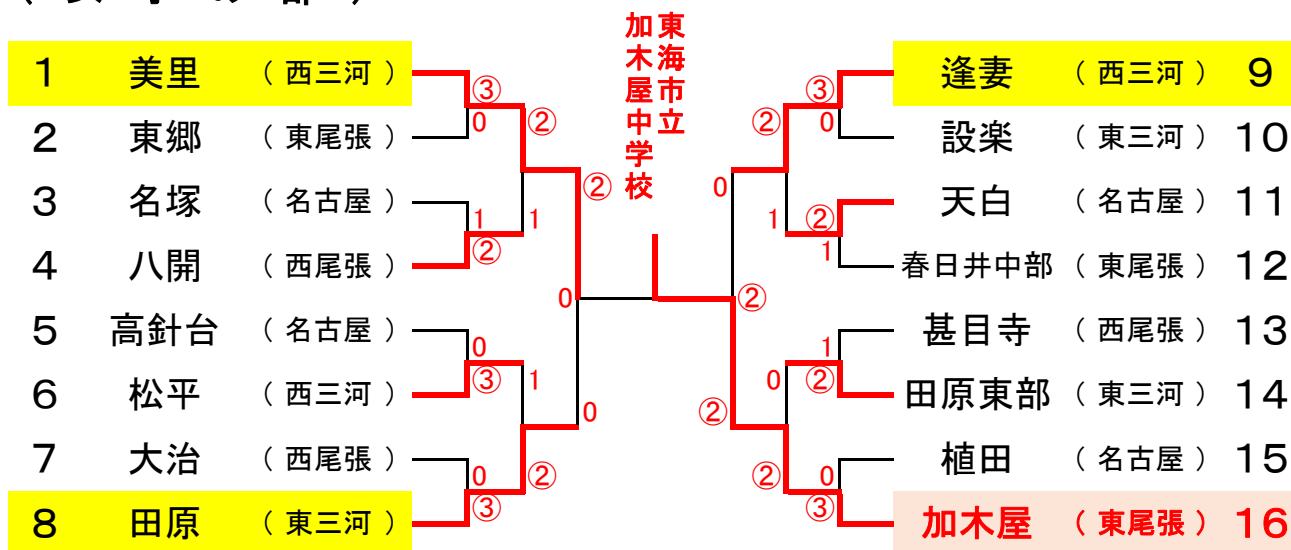 東海市立
加木屋中学校
1 美里 （ 西三河 ）
2 東郷 （ 東尾張 ）
3 名塚 （ 名古屋 ）
4 八開 （ 西尾張 ）
5 高針台 （ 名古屋 ）
6 松平 （ 西三河 ）
7 大治 （ 西尾張 ）
8 田原 （ 東三河 ）
③
0
②
1
②
1
②
0
③
1
0
③
②
0
0
逢妻 （ 西三河 ） 9
設楽 （ 東三河 ） 10
天白 （ 名古屋 ） 11
春日井中部 （ 東尾張 ） 12
甚目寺 （ 西尾張 ） 13
田原東部 （ 東三河 ） 14
植田 （ 名古屋 ） 15
加木屋 （ 東尾張 ） 16
③
0
②
0
1
②
1
②
1
②
0
②
②
0
③